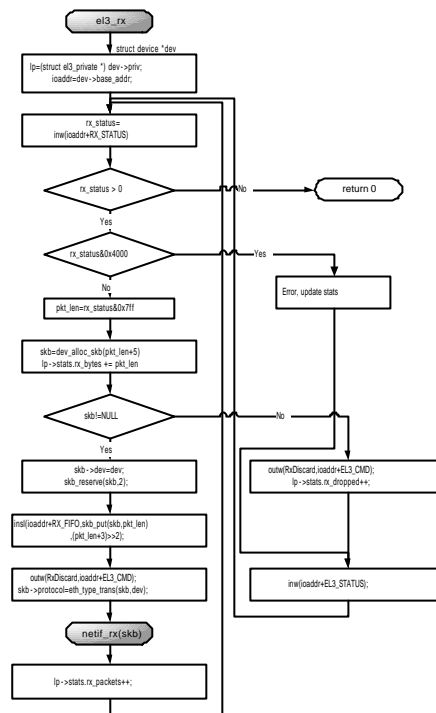 el3_rx
struct device *dev
lp=(struct el3_private *) dev->priv;
ioaddr=dev->base_addr;
rx_status=
inw(ioaddr+RX_STATUS)
rx_status > 0
No
return 0
Yes
rx_status&0x4000
Yes
No
Error, update stats
pkt_len=rx_status&0x7ff
skb=dev_alloc_skb(pkt_len+5)
lp->stats.rx_bytes += pkt_len
skb!=NULL
No
Yes
skb->dev=dev;
skb_reserve(skb,2);
outw(RxDiscard,ioaddr+EL3_CMD);
lp->stats.rx_dropped++;
insl(ioaddr+RX_FIFO,skb_put(skb,pkt_len)
,(pkt_len+3)>>2);
outw(RxDiscard,ioaddr+EL3_CMD);
skb->protocol=eth_type_trans(skb,dev);
inw(ioaddr+EL3_STATUS);
netif_rx(skb)
lp->stats.rx_packets++;